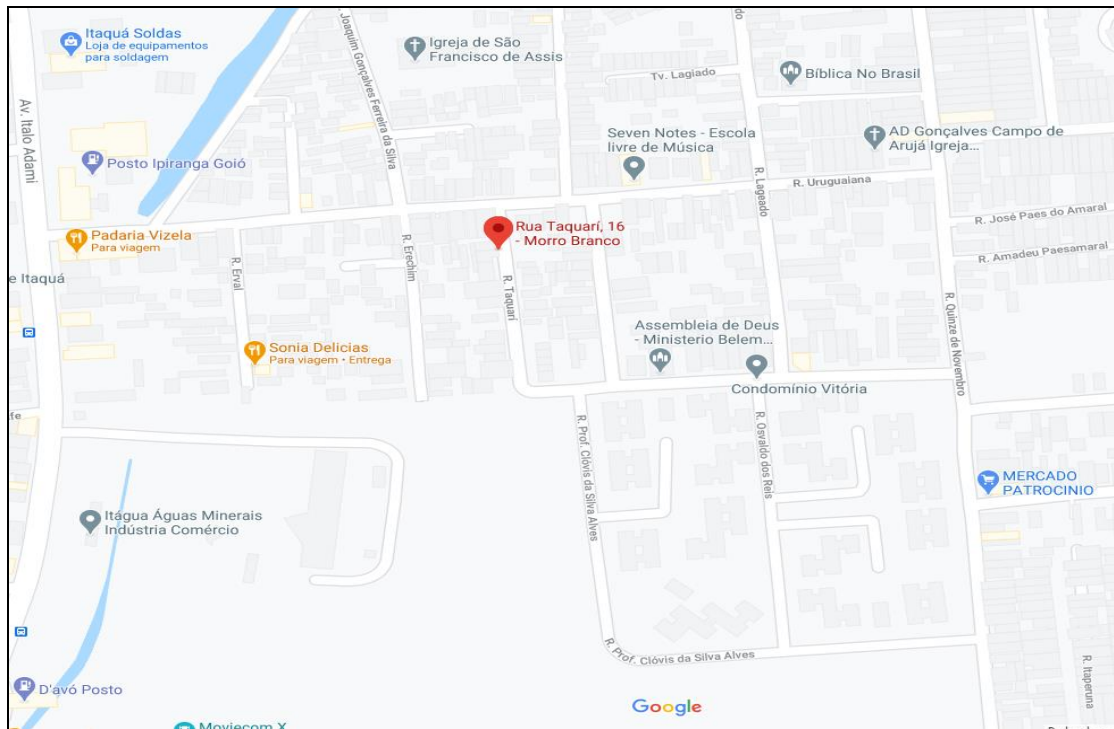 Itaquá Soldas
Loja de equipamentos
para soldagem
Av. Italo Adami
R. Joaquim Gonçalves Ferreira da Silva
Igreja de São
Francisco de Assis
Tv. Lagiado
Bíblica No Brasil
Seven Notes - Escola
livre de Música
AD Gonçalves Campo de
Arujá Igreja...
Posto Ipiranga Goió
R. Lageado
R. Uruguaiana
Padaria Vizela
Para viagem
Rua Taquarí, 16
- Morro Branco
R. José Paes do Amaral
R. Amadeu Paesamaral
e Itaquá
R. Erval
R. Erechim
R. Taquari
R. Quinze de Novembro
Assembleia de Deus
- Ministerio Belem...
Sonia Delicias
Para viagem • Entrega
Condomínio Vitória
R. Prof. Clóvis da Silva Alves
R. Osvaldo dos Reis
MERCADO
PATROCINIO
Itágua Águas Minerais
Indústria Comércio
R. Prof. Clóvis da Silva Alves
R. Itaperuna
D'avó Posto
Google
Moviecom X